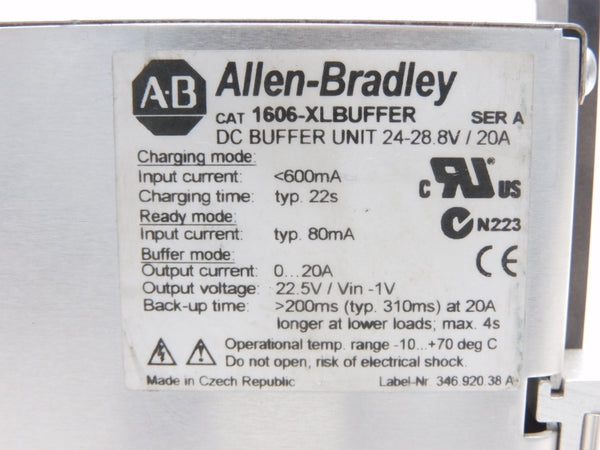 A-B Allen-Bradley
CAT 1606-XLBUFFER SER A
DC BUFFER UNIT 24-28.8V / 20A
Charging mode:
Input current: <600mA
Charging time: typ. 22s
Ready mode:
Input current: typ. 80mA
Buffer mode:
Output current: 0...20A
Output voltage: 22.5V / Vin -1V
Back-up time: >200ms (typ. 310ms) at 20A
longer at lower loads; max. 4s
C RU US
N223
CE
Operational temp. range -10...+70 deg C
Do not open, risk of electrical shock.
Made in Czech Republic Label-Nr 346.920.38 A